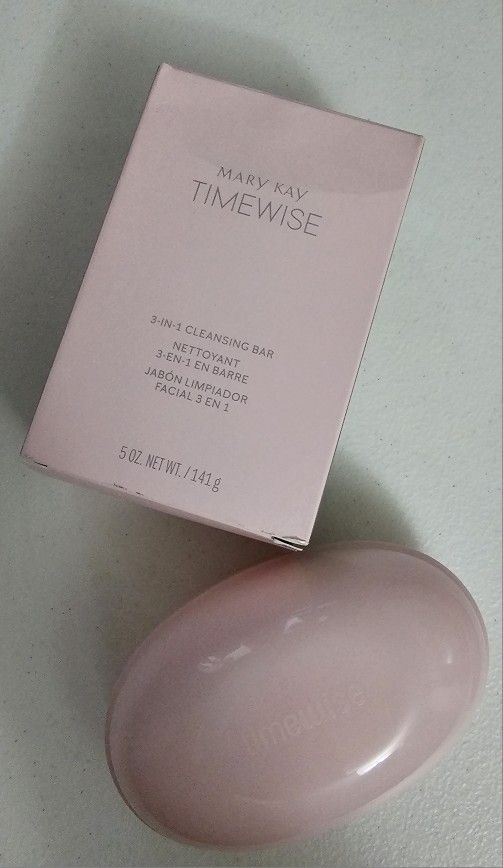 MARY KAY
TIMEWISE
3-IN-1 CLEANSING BAR
NETTOYANT
3-EN-1 EN BARRE
JABÓN LIMPIADOR
FACIAL 3 EN 1
5 OZ. NET WT. / 141 g
timewise